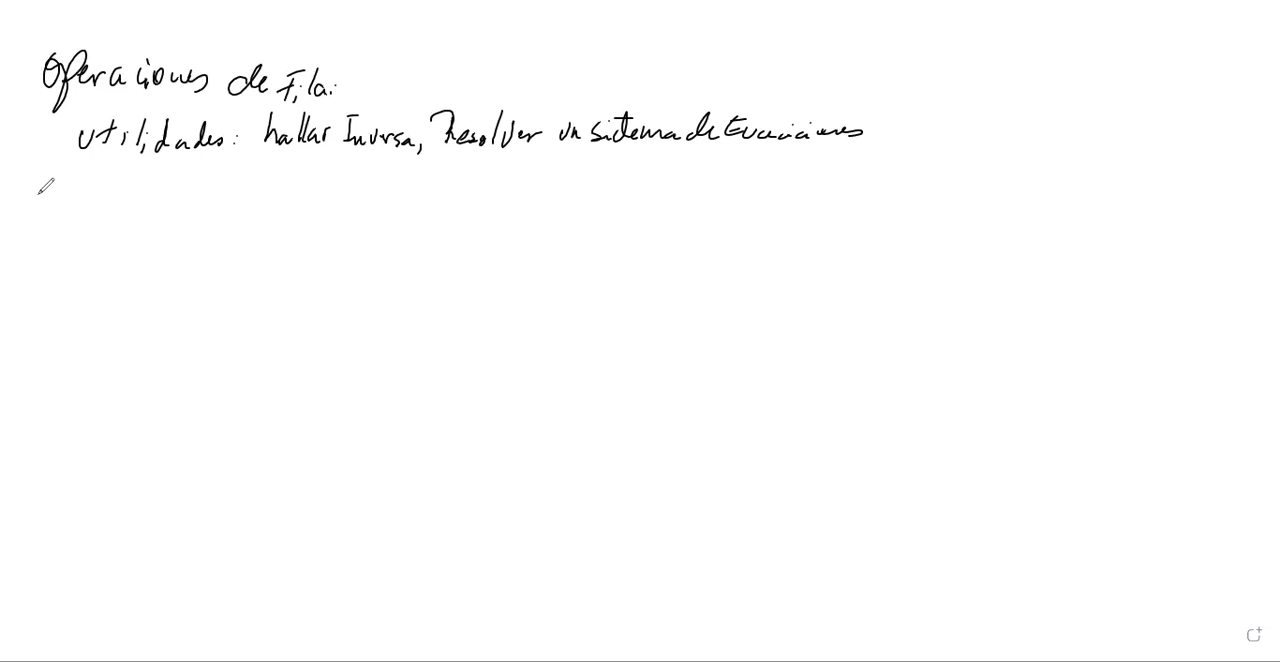 Operaciones de Fila:
utilidades: hallar Inversa, Resolver un sistema de Ecuaciones